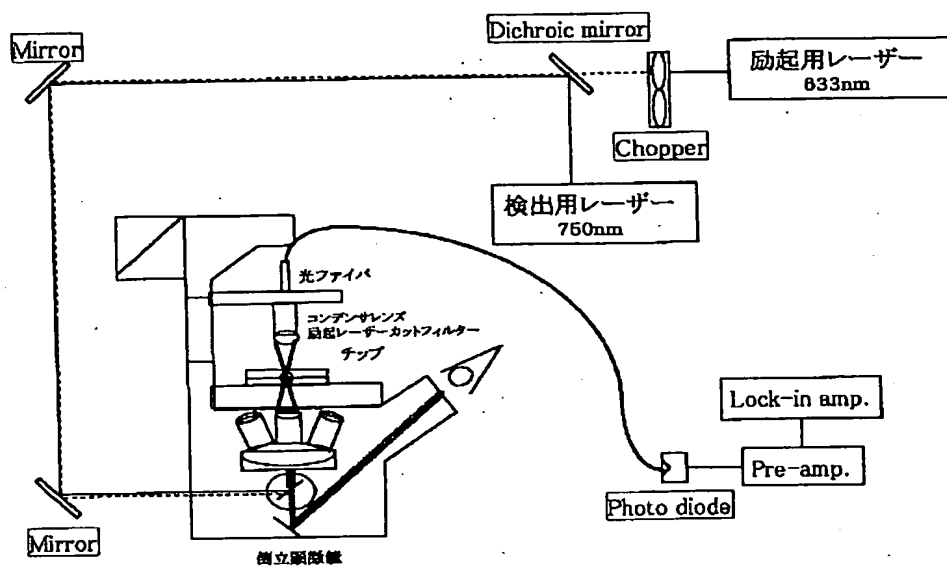 Mirror
Dichroic mirror
励起用レーザー
633nm
Chopper
検出用レーザー
750nm
光ファイバ
コンデンサレンズ
励起レーザーカットフィルター
チップ
Lock-in amp.
Pre-amp.
Photo diode
Mirror
倒立顕微鏡